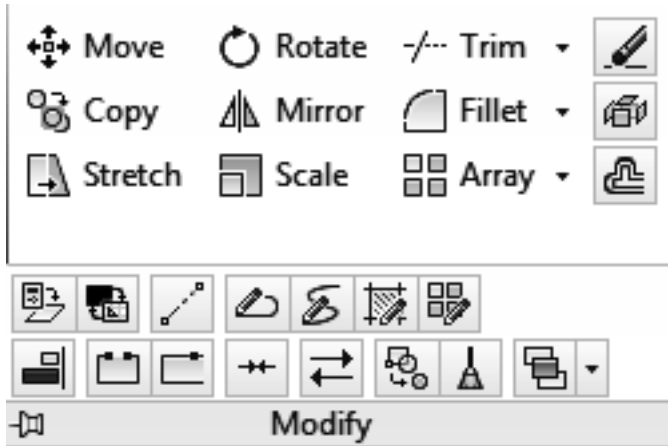 Move Rotate Trim
Copy Mirror Fillet
Stretch Scale Array
Modify